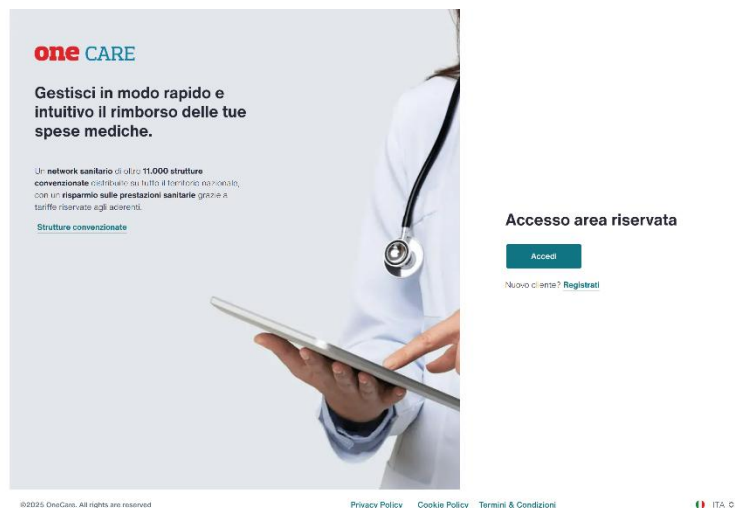 one CARE
Gestisci in modo rapido e
intuitivo il rimborso delle tue
spese mediche.
Un network sanitario di oltre 11.000 strutture
convenzionate distribuite su tutto il territorio nazionale,
con un risparmio sulle prestazioni sanitarie grazie a
tariffe riservate agli aderenti.
Strutture convenzionate
Accesso area riservata
Accedi
Nuovo cliente? Registrati
©2025 OneCare. All rights are reserved
Privacy Policy Cookie Policy Termini & Condizioni
ITA